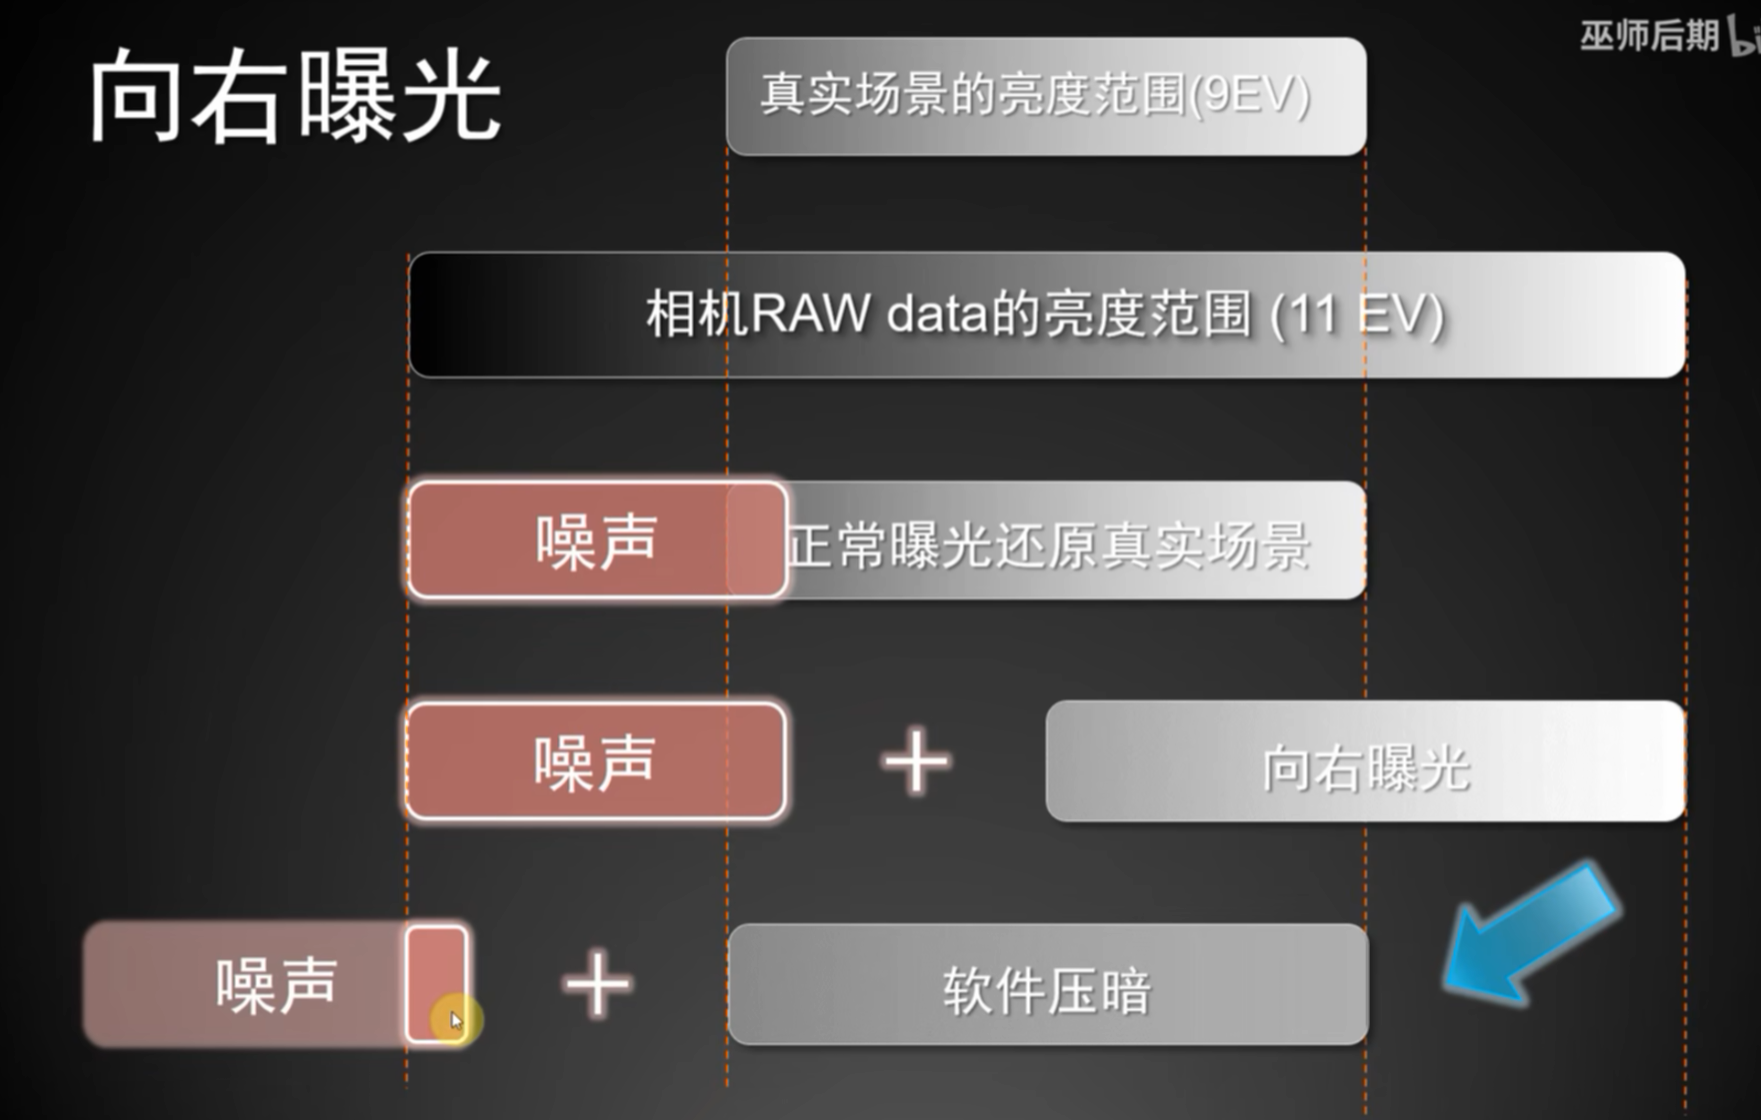 向右曝光
巫师后期 bi
真实场景的亮度范围(9EV)
相机RAW data的亮度范围 (11 EV)
噪声
正常曝光还原真实场景
噪声
+
向右曝光
噪声
+
软件压暗